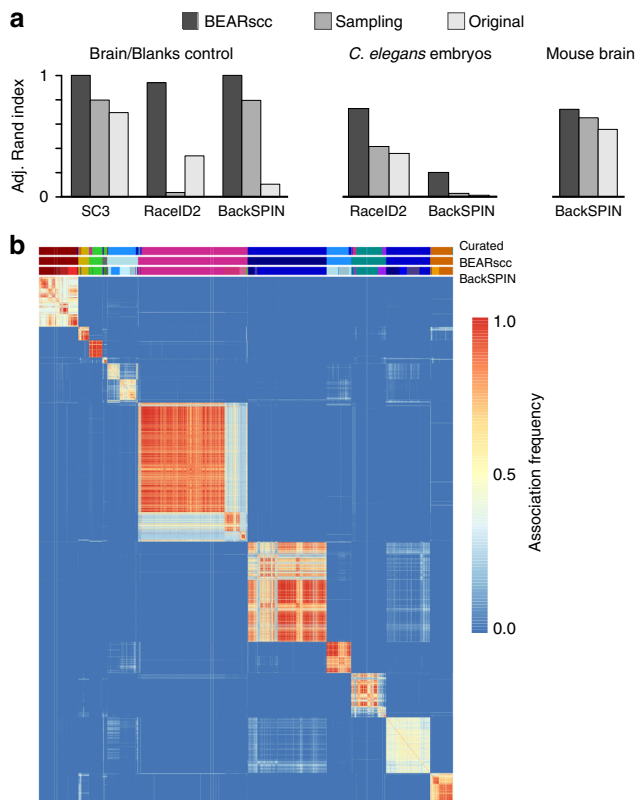 a
BEARscc Sampling Original
Brain/Blanks control C. elegans embryos Mouse brain
Adj. Rand index
1
0
SC3 RaceID2 BackSPIN RaceID2 BackSPIN BackSPIN
b
Curated
BEARscc
BackSPIN
1.0
0.5
0.0
Association frequency